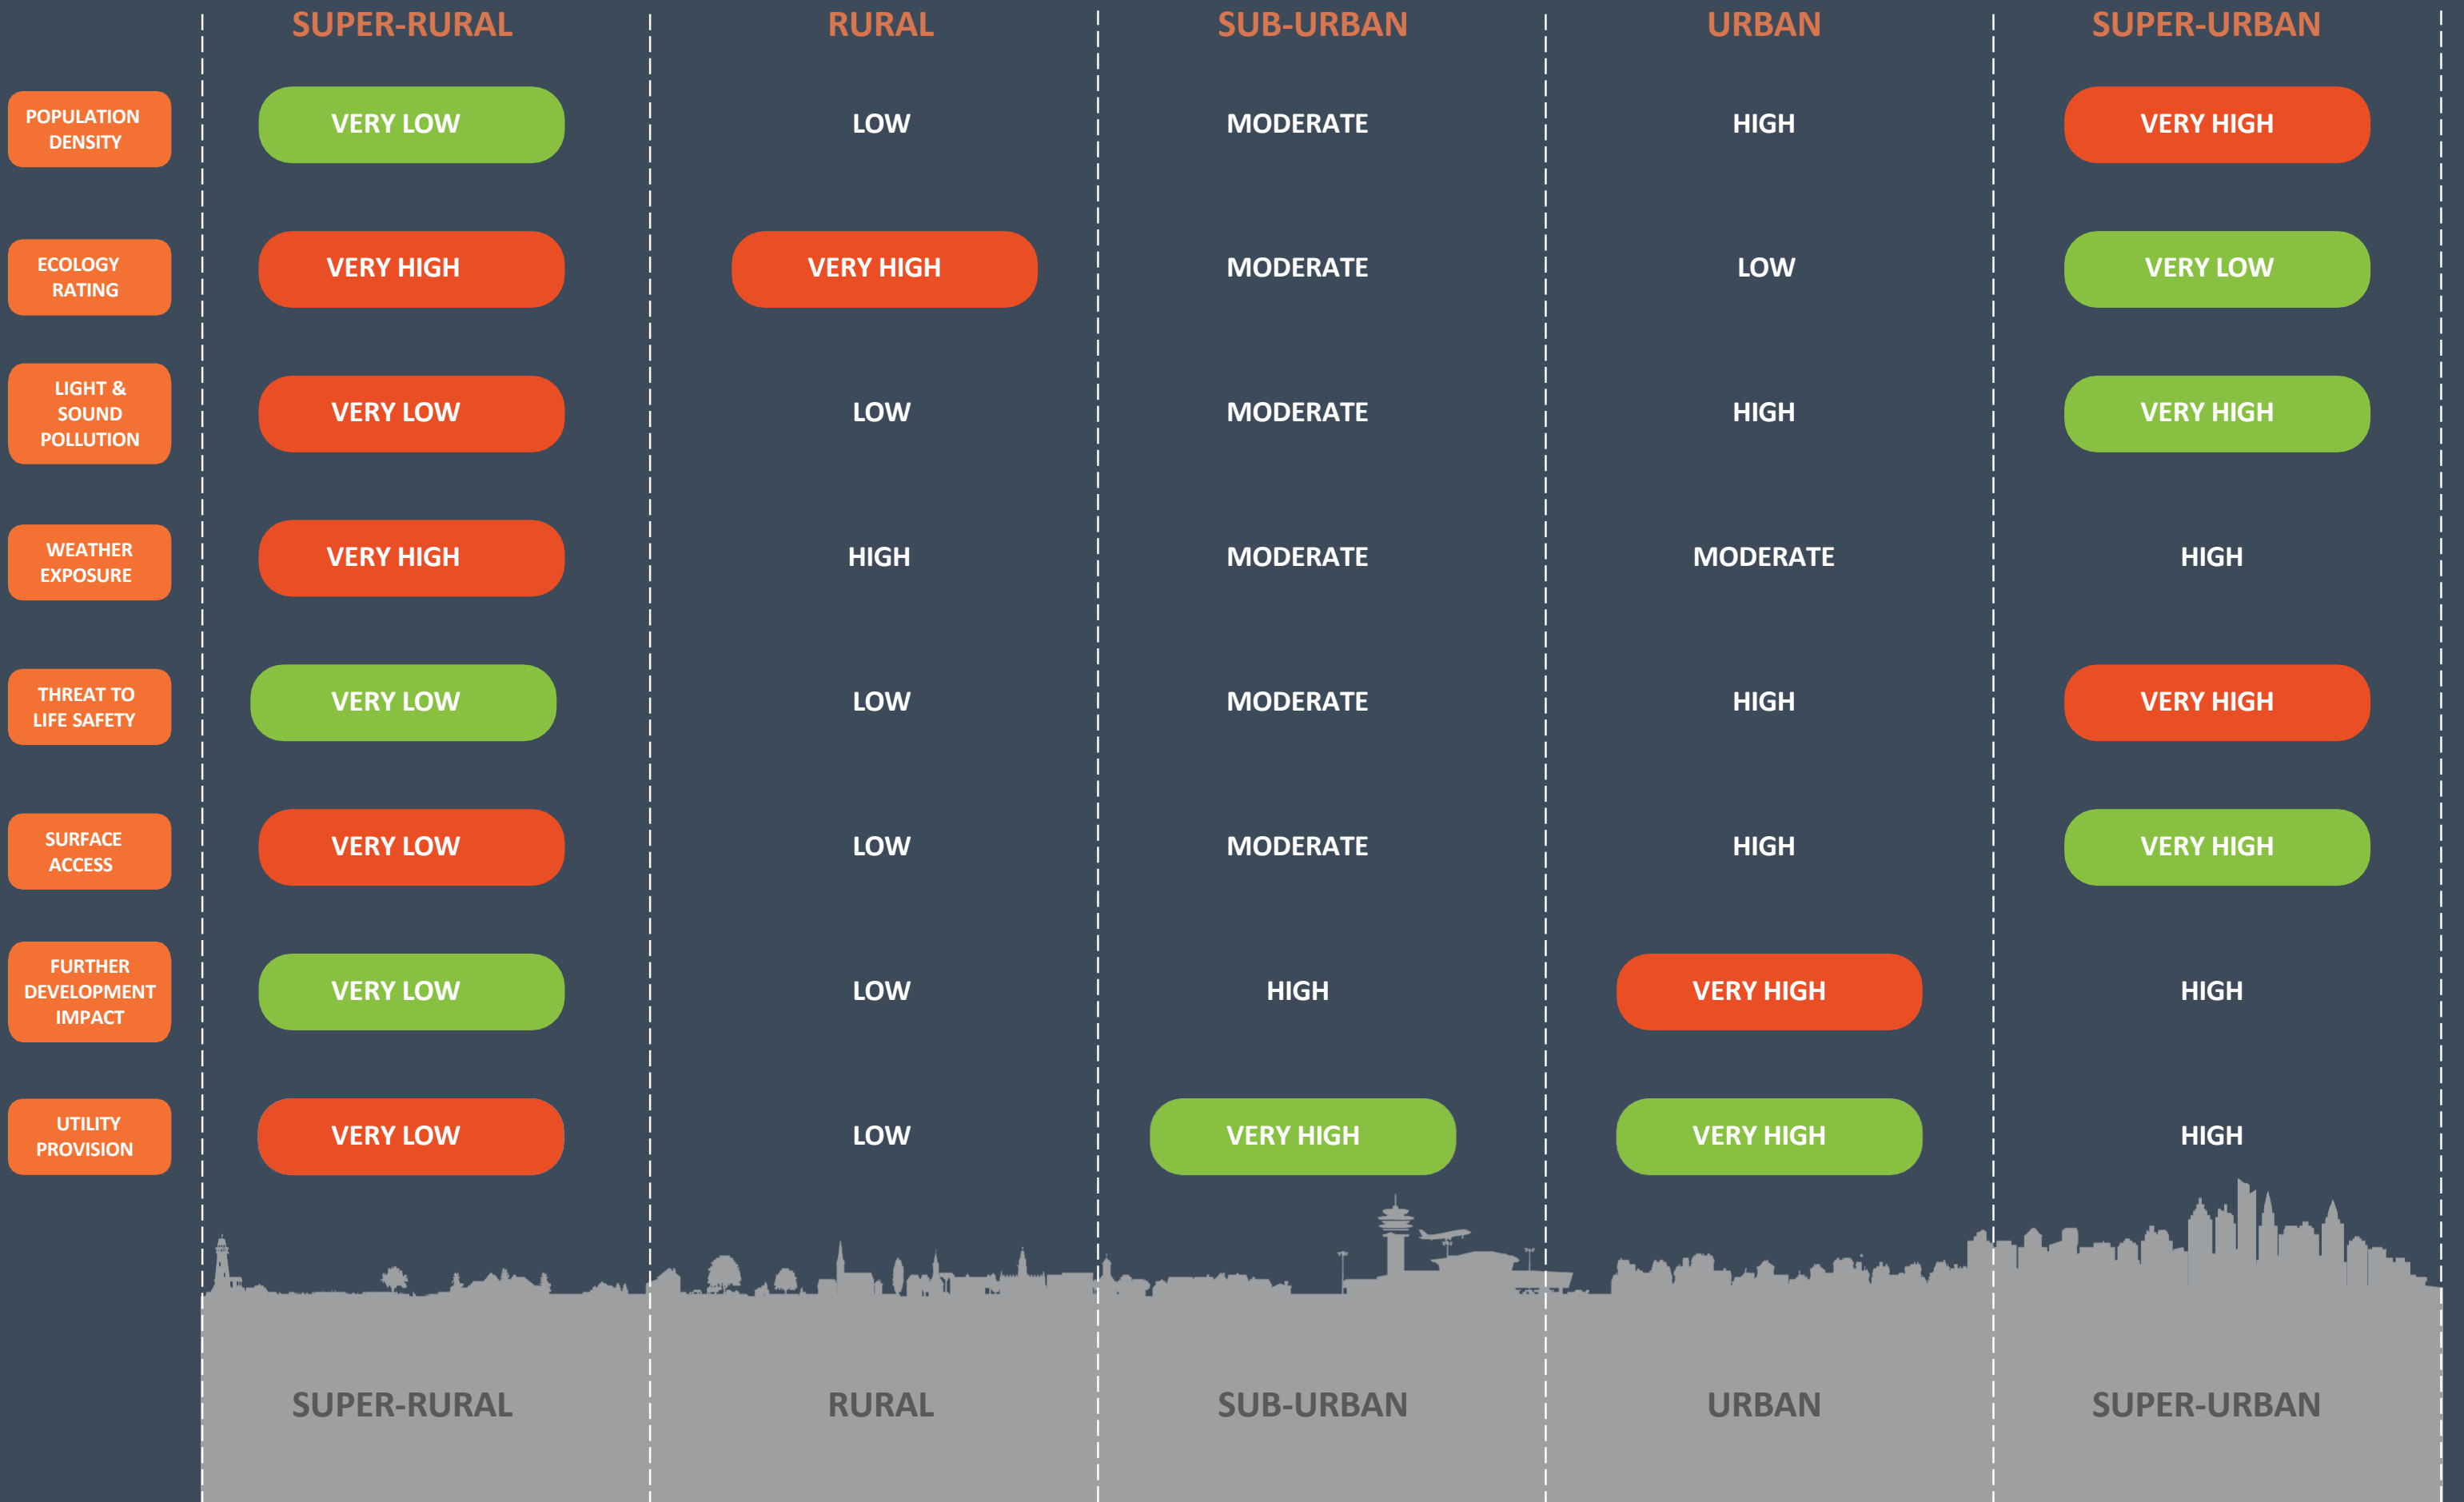 SUPER-RURAL RURAL SUB-URBAN URBAN SUPER-URBAN
POPULATION
DENSITY
VERY LOW LOW MODERATE HIGH VERY HIGH
ECOLOGY
RATING
VERY HIGH VERY HIGH MODERATE LOW VERY LOW
LIGHT &
SOUND
POLLUTION
VERY LOW LOW MODERATE HIGH VERY HIGH
WEATHER
EXPOSURE
VERY HIGH HIGH MODERATE MODERATE HIGH
THREAT TO
LIFE SAFETY
VERY LOW LOW MODERATE HIGH VERY HIGH
SURFACE
ACCESS
VERY LOW LOW MODERATE HIGH VERY HIGH
FURTHER
DEVELOPMENT
IMPACT
VERY LOW LOW HIGH VERY HIGH HIGH
UTILITY
PROVISION
VERY LOW LOW VERY HIGH VERY HIGH HIGH
SUPER-RURAL RURAL SUB-URBAN URBAN SUPER-URBAN